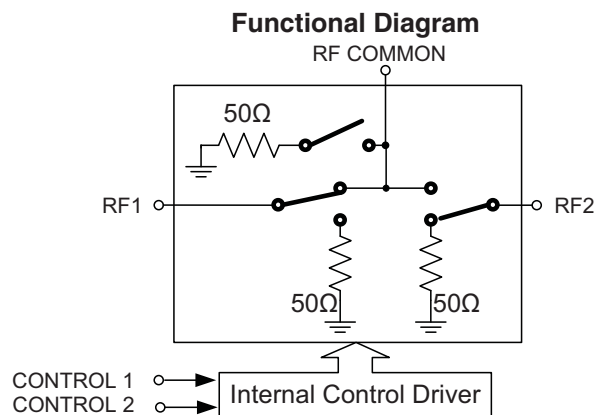 Functional Diagram
RF COMMON
50Ω
RF1
RF2
50Ω
50Ω
CONTROL 1
CONTROL 2
Internal Control Driver